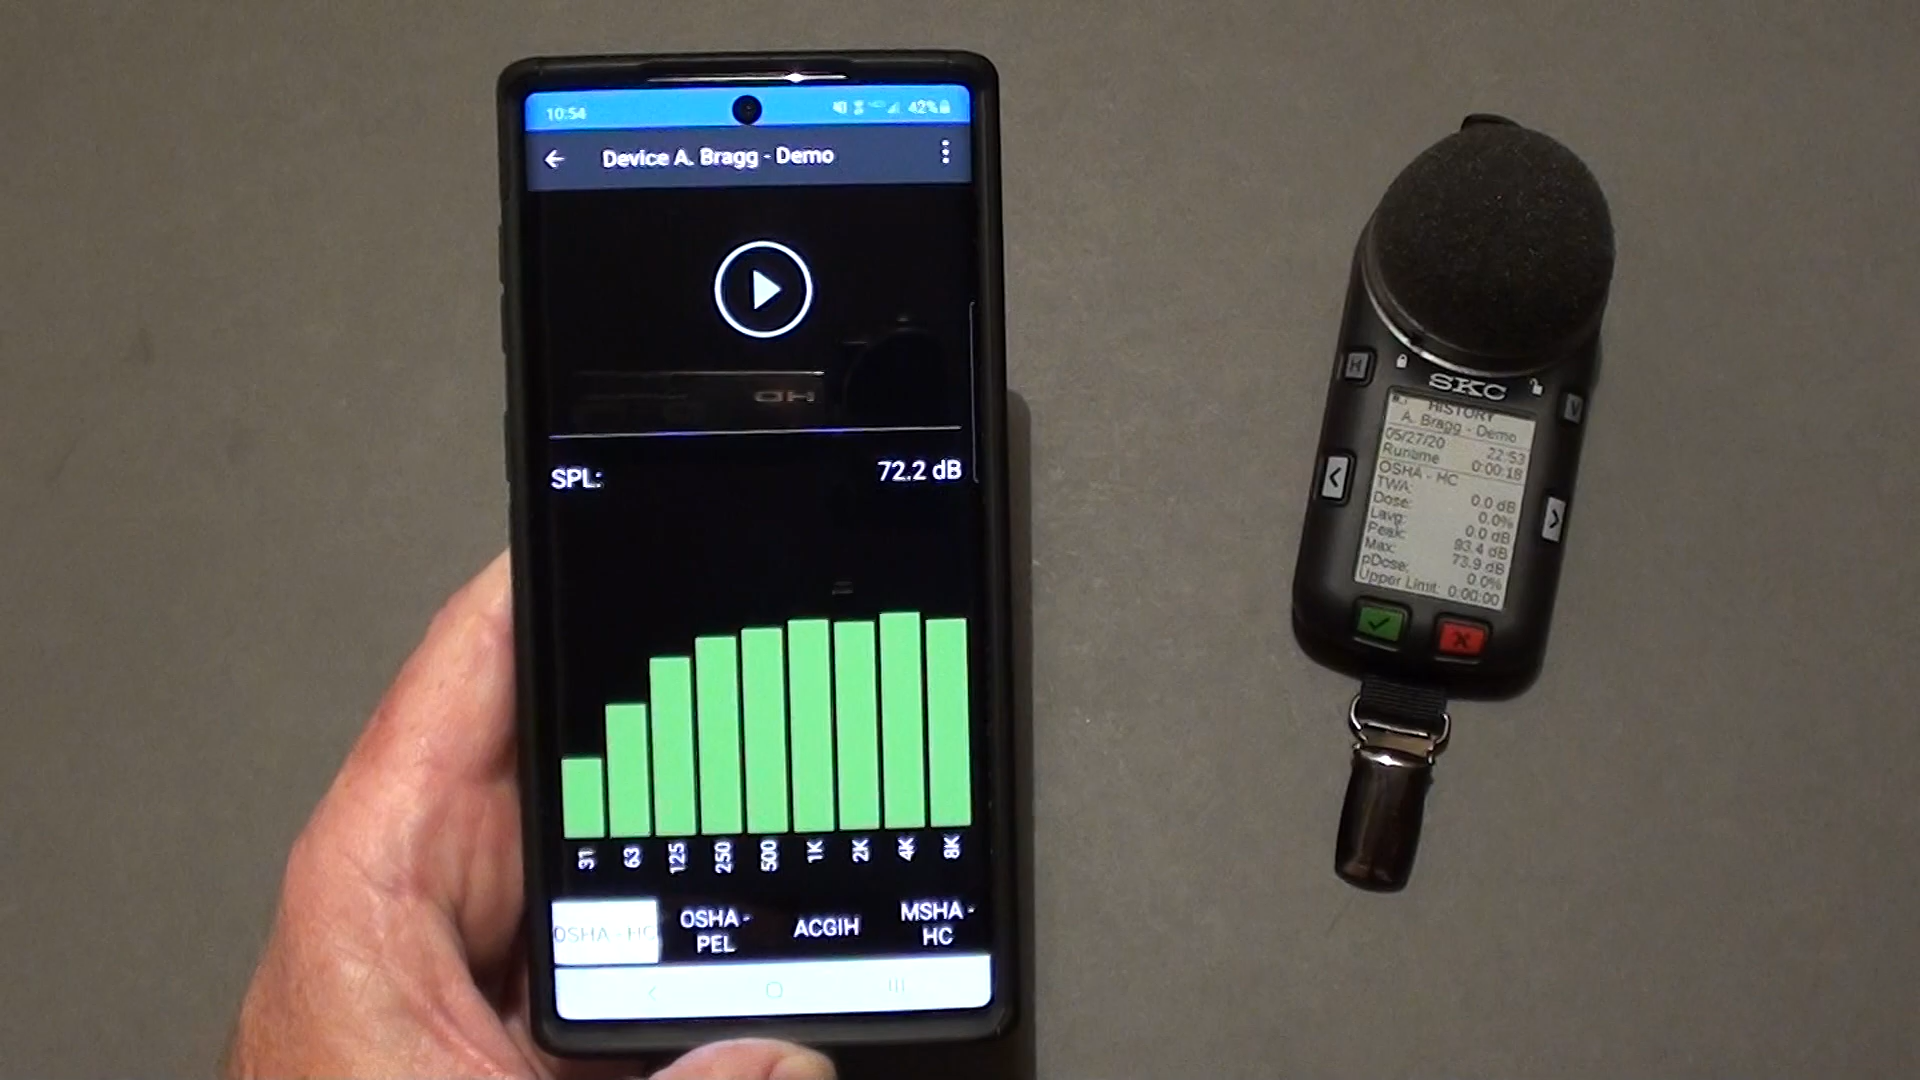 10:54 42%
Device A. Bragg - Demo
SPL: 72.2 dB
31 63 125 250 500 1K 2K 4K 8K
OSHA - HC
OSHA -
PEL
ACGIH
MSHA -
HC
H
V
SKC
HISTORY
A. Bragg - Demo
05/27/20 22:53
Runtime 0:00:18
OSHA - HC
TWA: 0.0 dB
Dose: 0.0%
Lavg: 0.0 dB
Peak: 93.4 dB
Max: 73.9 dB
pDose: 0.0%
Upper Limit: 0:00:00